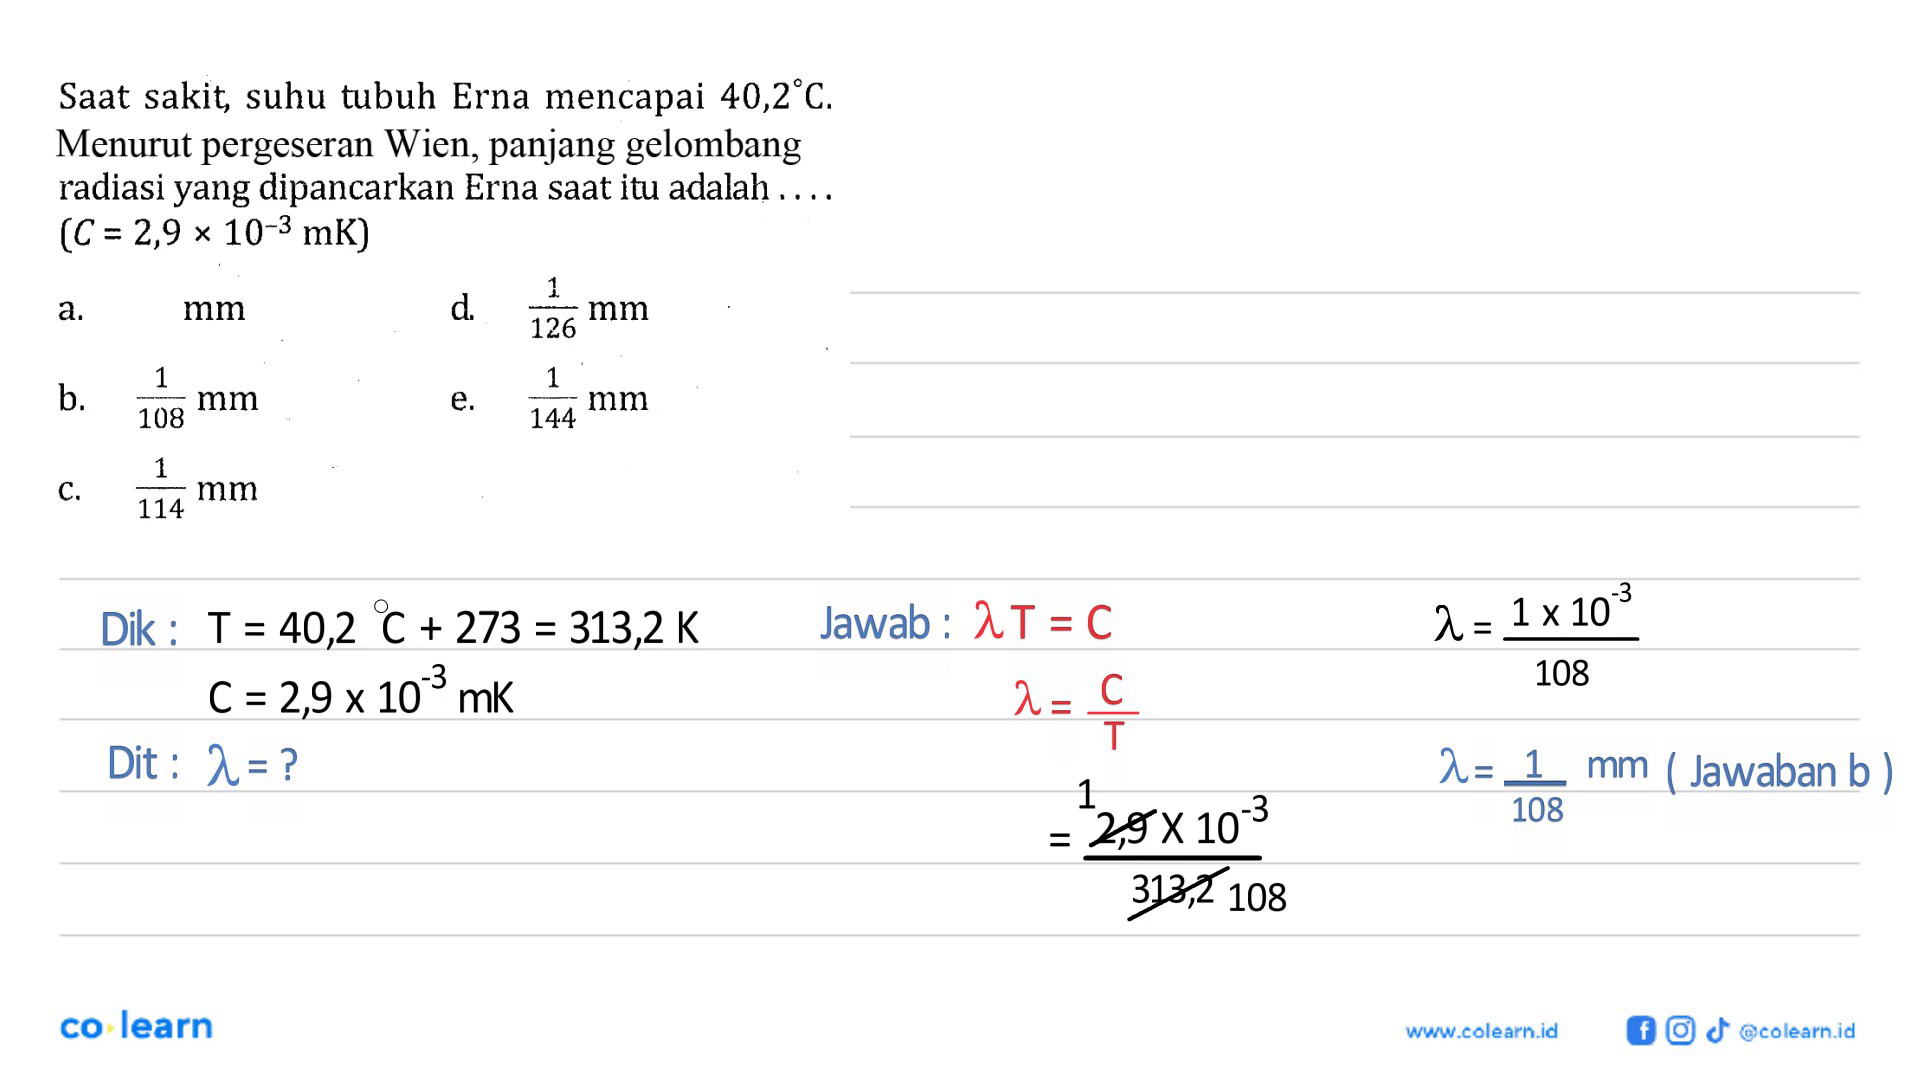 Saat sakit, suhu tubuh Erna mencapai 40,2°C.
Menurut pergeseran Wien, panjang gelombang
radiasi yang dipancarkan Erna saat itu adalah ....
(C = 2,9 × 10⁻³ mK)
a. mm
d. 1/126 mm
b. 1/108 mm
e. 1/144 mm
c. 1/114 mm
Dik : T = 40,2 °C + 273 = 313,2 K
C = 2,9 x 10⁻³ mK
Dit : λ = ?
Jawab : λ T = C
λ = C/T
1
= 2,9 X 10⁻³
313,2 108
λ = 1 x 10⁻³
108
λ = 1/108 mm ( Jawaban b )
co learn
www.colearn.id
@colearn.id